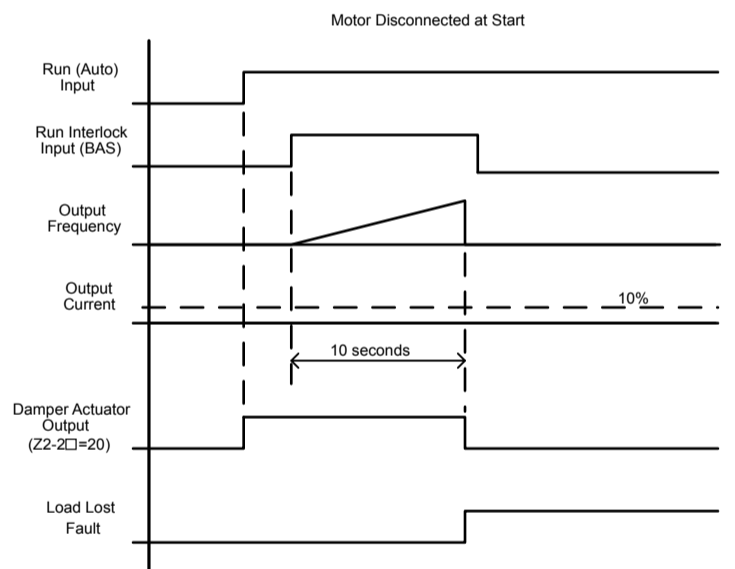 Motor Disconnected at Start
Run (Auto)
Input
Run Interlock
Input (BAS)
Output
Frequency
Output
Current
10%
10 seconds
Damper Actuator
Output
(Z2-2□=20)
Load Lost
Fault